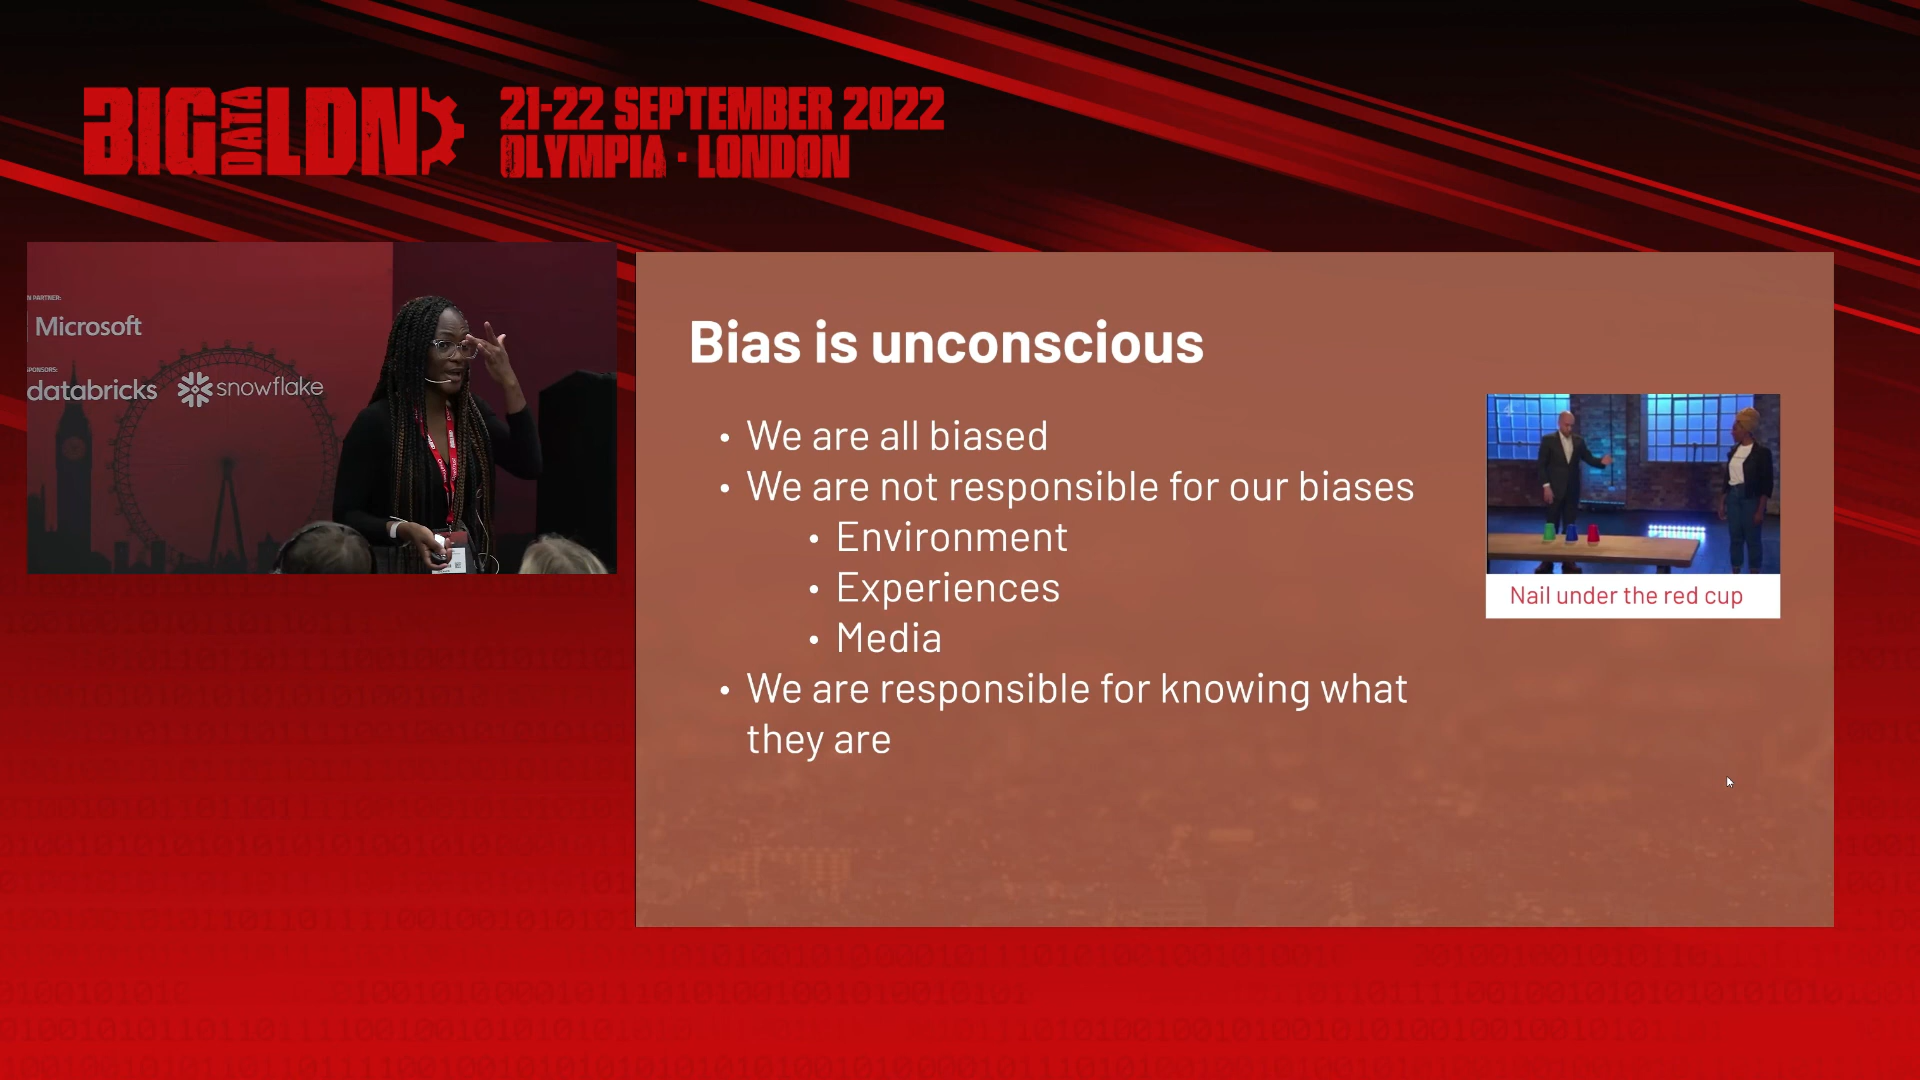 BIG DATA LDN
21-22 SEPTEMBER 2022
OLYMPIA · LONDON
N PARTNER:
Microsoft
SPONSORS:
databricks snowflake
Bias is unconscious
• We are all biased
• We are not responsible for our biases
• Environment
• Experiences
• Media
• We are responsible for knowing what
they are
Nail under the red cup